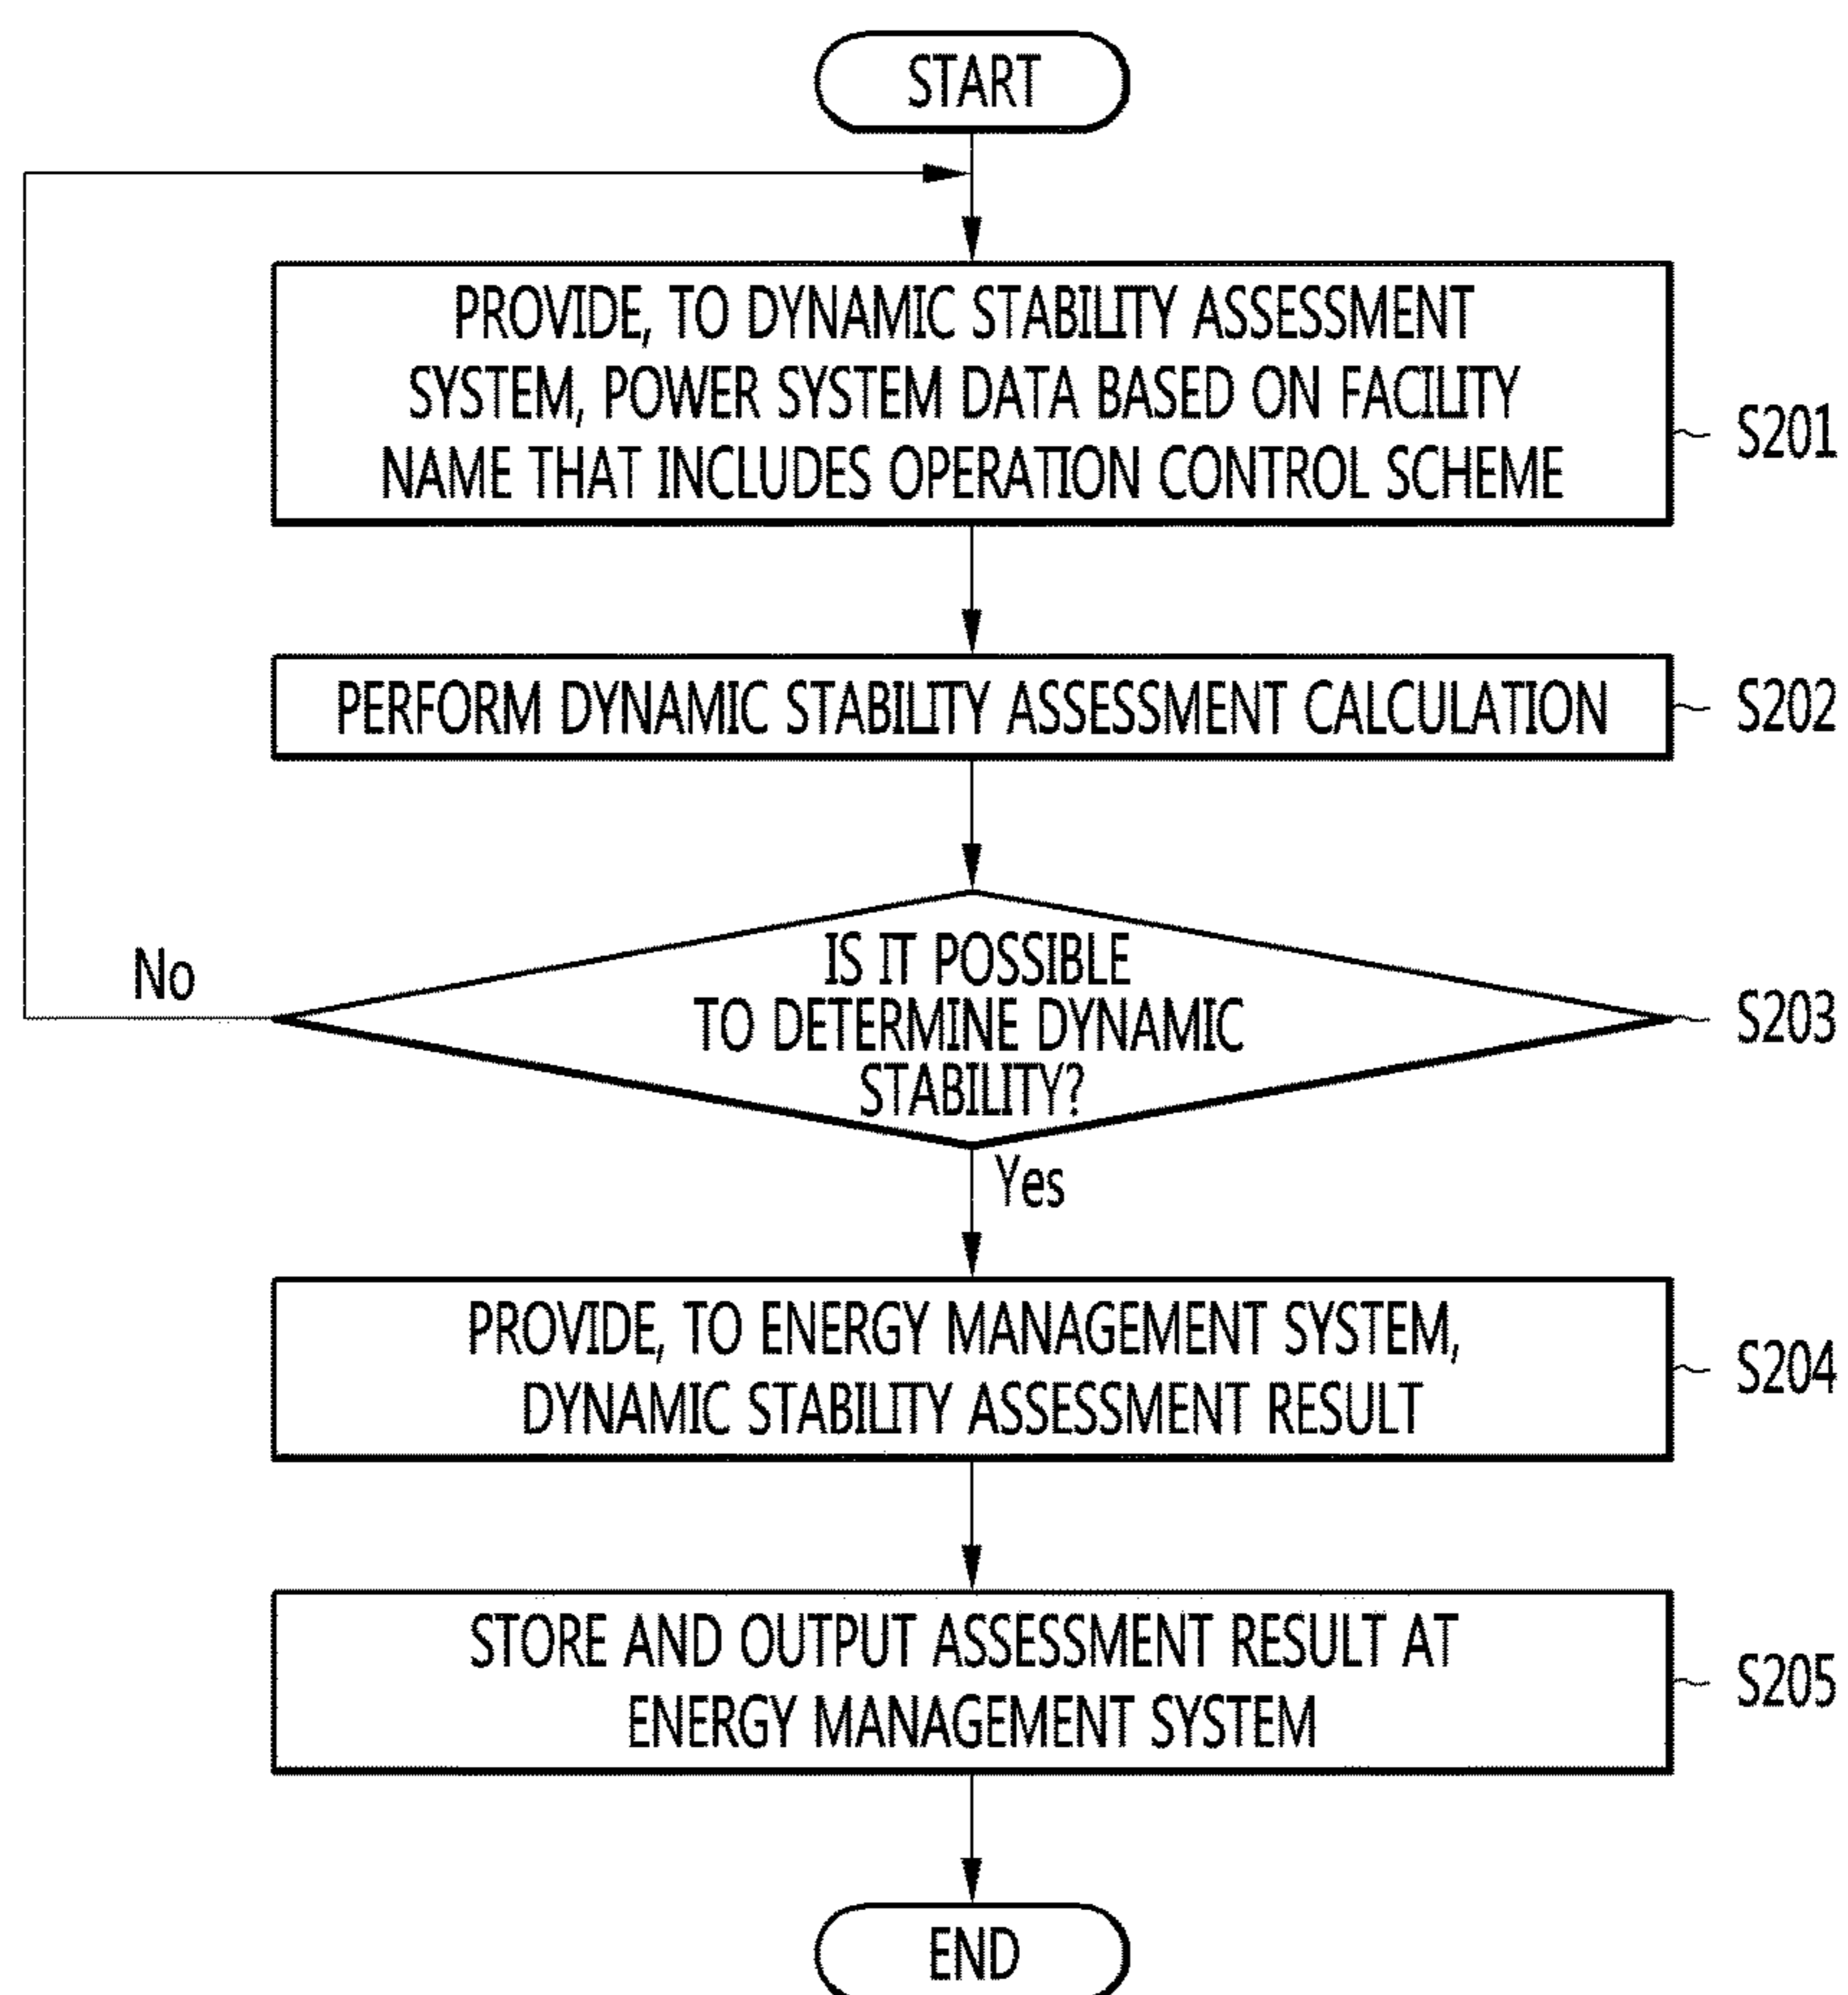 START
PROVIDE, TO DYNAMIC STABILITY ASSESSMENT
SYSTEM, POWER SYSTEM DATA BASED ON FACILITY
NAME THAT INCLUDES OPERATION CONTROL SCHEME
S201
PERFORM DYNAMIC STABILITY ASSESSMENT CALCULATION
S202
IS IT POSSIBLE
TO DETERMINE DYNAMIC
STABILITY?
S203
No
Yes
PROVIDE, TO ENERGY MANAGEMENT SYSTEM,
DYNAMIC STABILITY ASSESSMENT RESULT
S204
STORE AND OUTPUT ASSESSMENT RESULT AT
ENERGY MANAGEMENT SYSTEM
S205
END